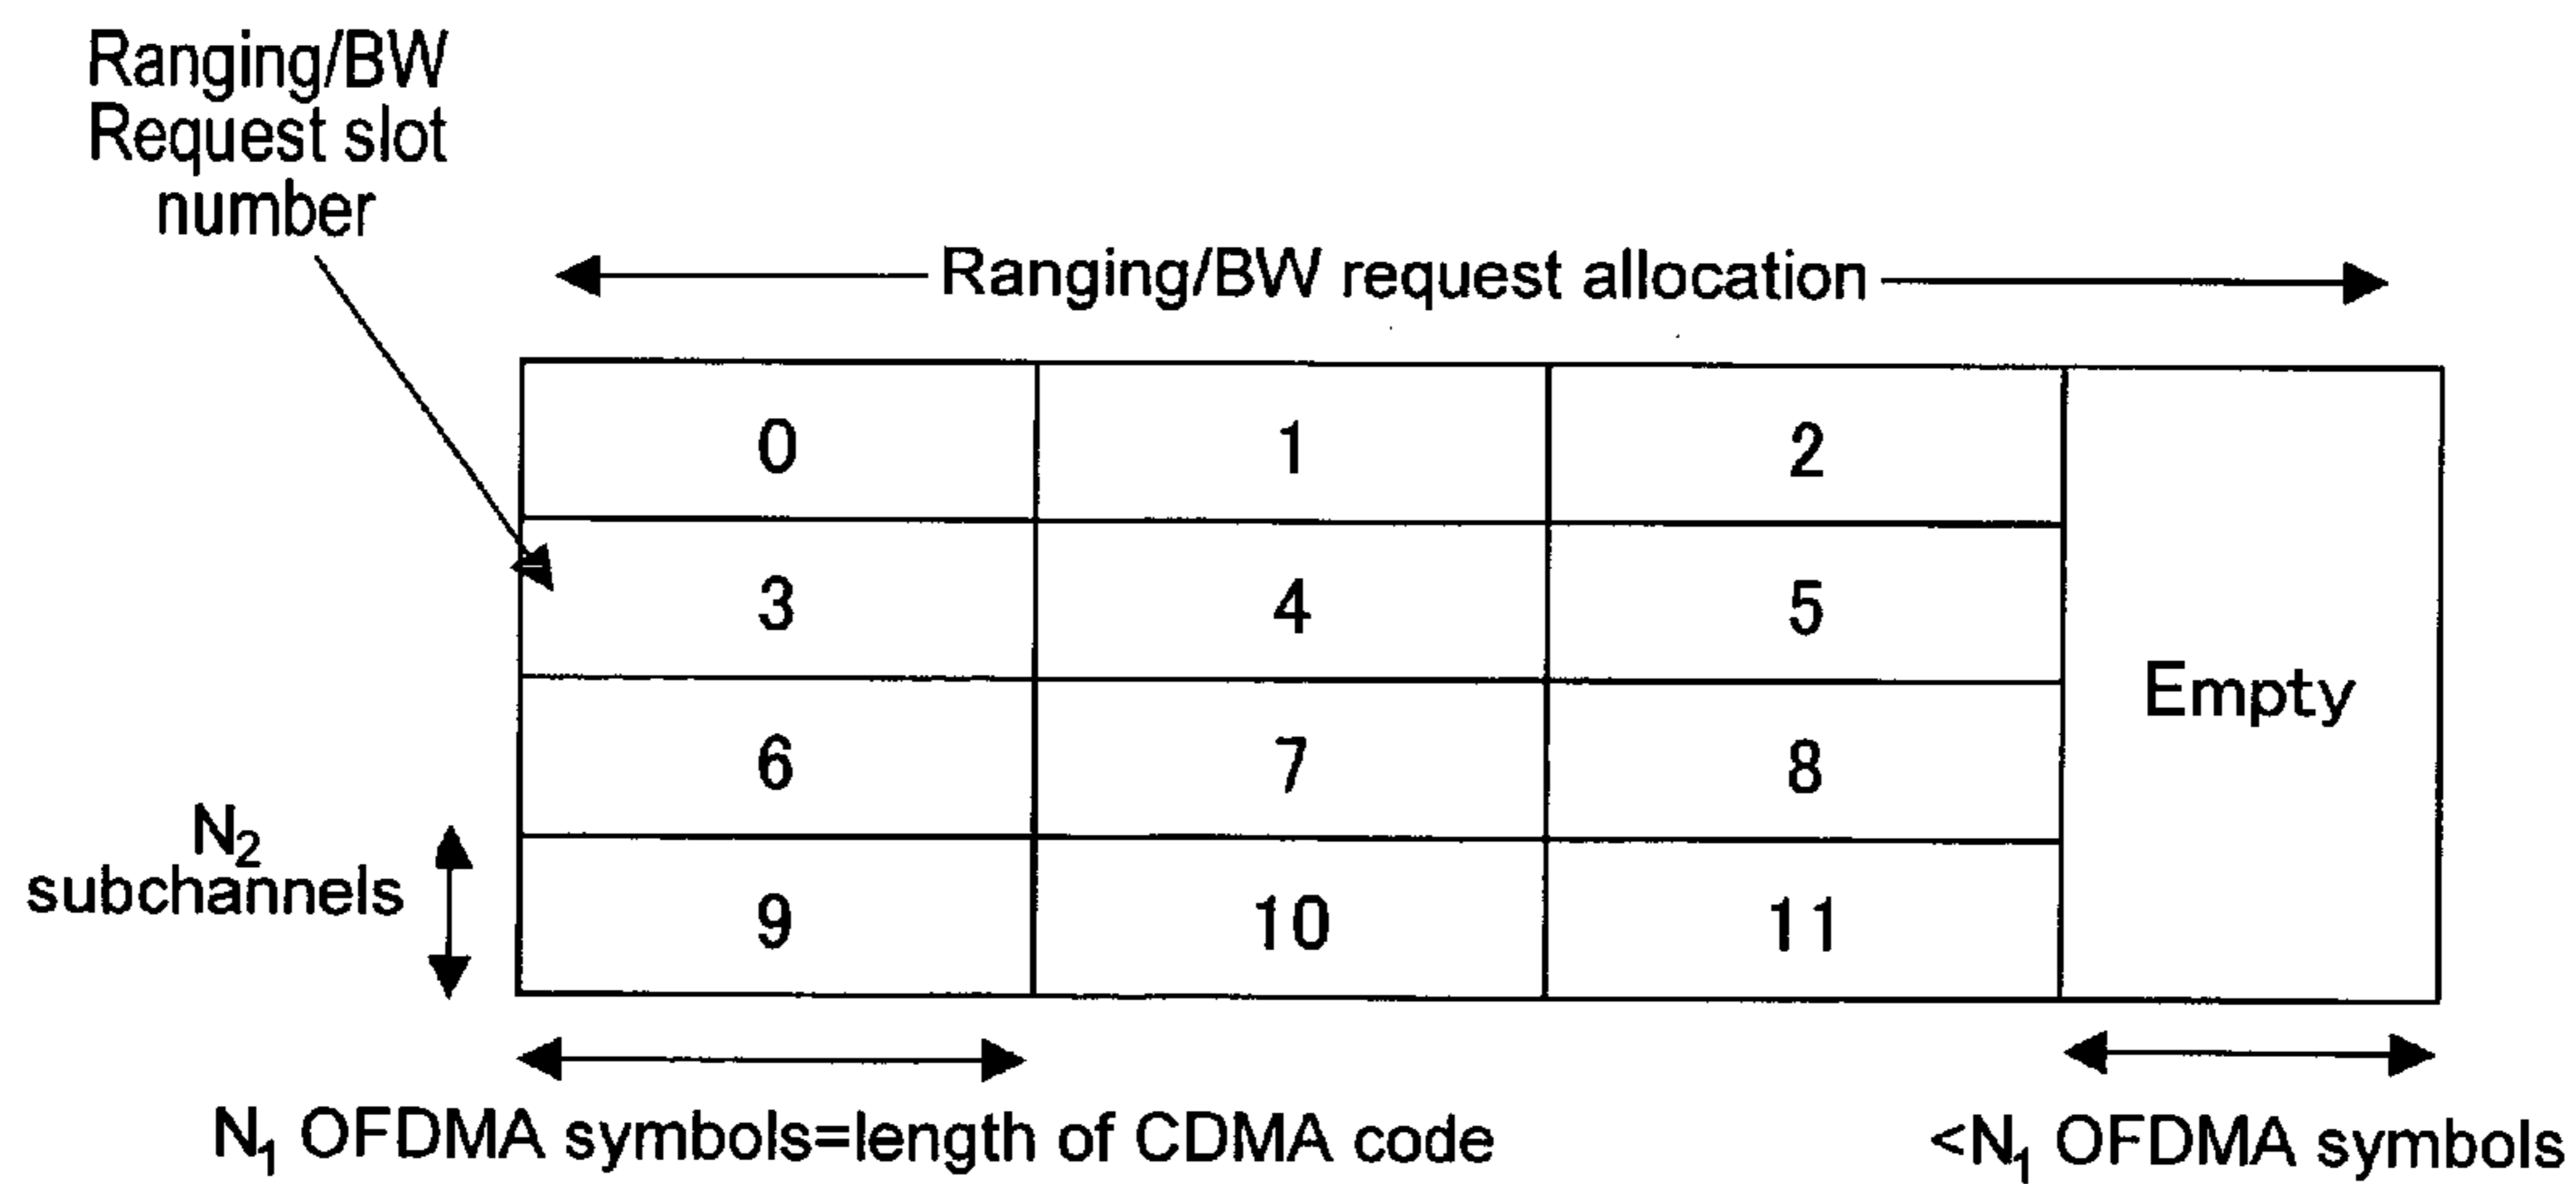 Ranging/BW
Request slot
number
Ranging/BW request allocation
0 1 2
3 4 5
Empty
6 7 8
N₂
subchannels
9 10 11
N₁ OFDMA symbols=length of CDMA code
<N₁ OFDMA symbols